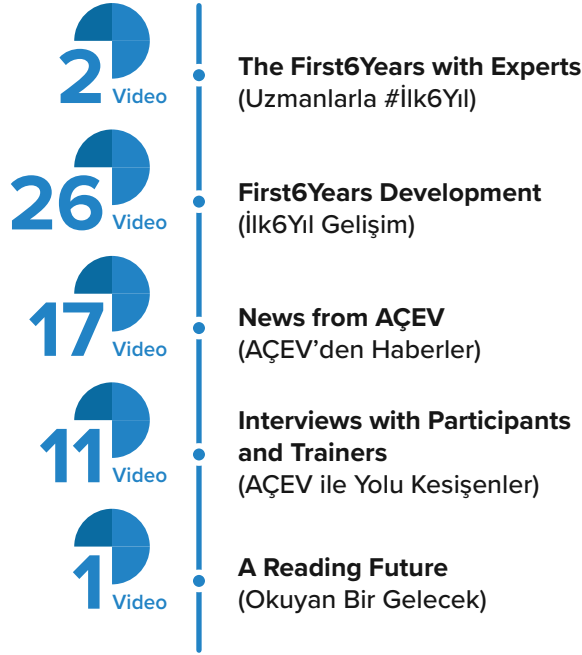 2 Video
The First6Years with Experts
(Uzmanlarla #İlk6Yıl)
26 Video
First6Years Development
(İlk6Yıl Gelişim)
17 Video
News from AÇEV
(AÇEV’den Haberler)
11 Video
Interviews with Participants
and Trainers
(AÇEV ile Yolu Kesişenler)
1 Video
A Reading Future
(Okuyan Bir Gelecek)